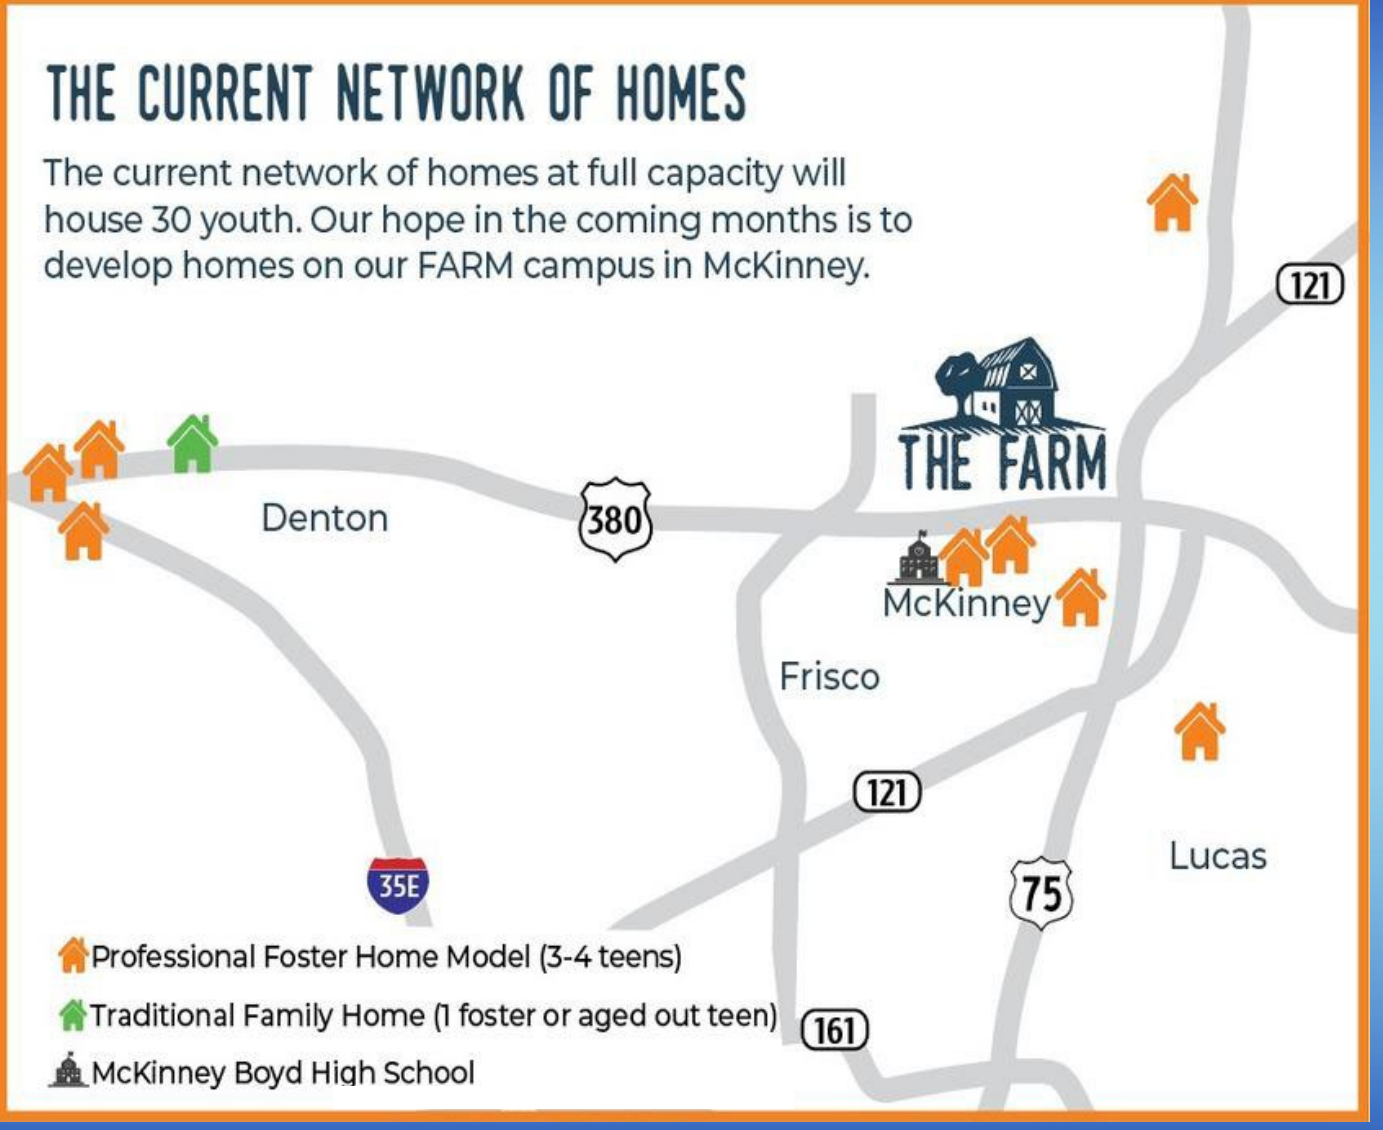 THE CURRENT NETWORK OF HOMES
The current network of homes at full capacity will
house 30 youth. Our hope in the coming months is to
develop homes on our FARM campus in McKinney.
121
THE FARM
Denton
380
McKinney
Frisco
121
Lucas
75
35E
Professional Foster Home Model (3-4 teens)
Traditional Family Home (1 foster or aged out teen)
161
McKinney Boyd High School